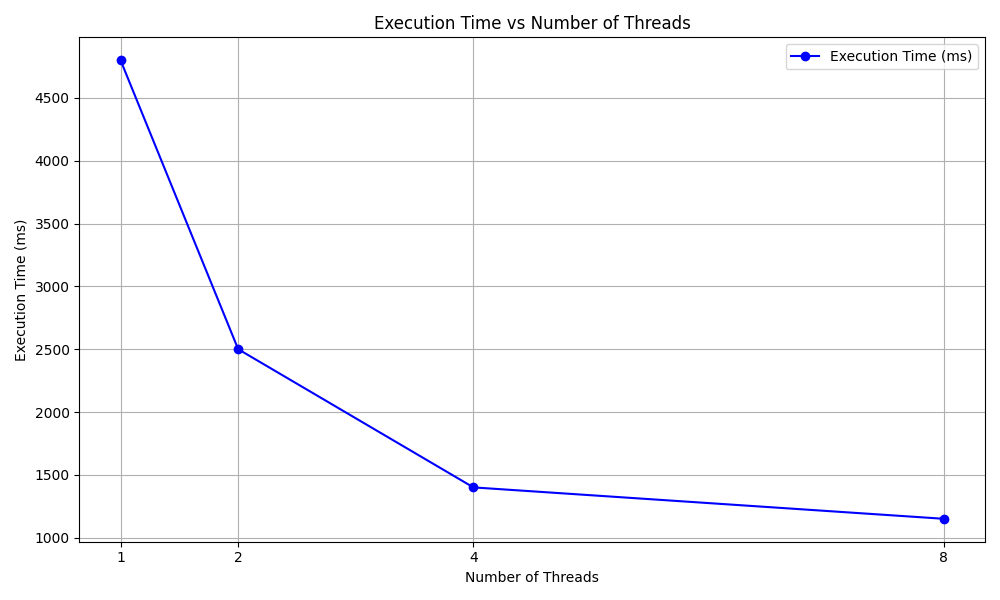 Execution Time vs Number of Threads
Execution Time (ms)
Execution Time (ms)
4500
4000
3500
3000
2500
2000
1500
1000
1 2 4 8
Number of Threads